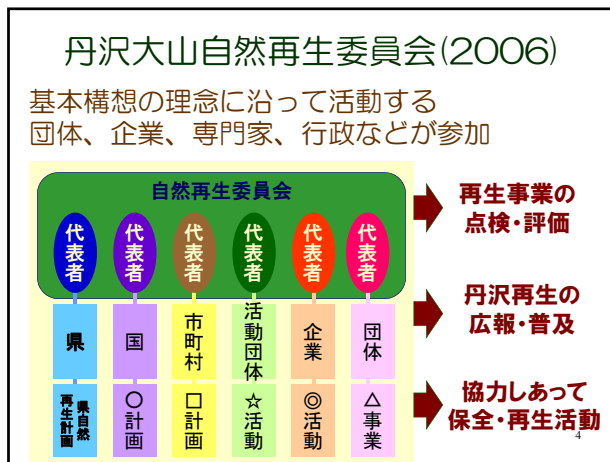 丹沢大山自然再生委員会(2006)
基本構想の理念に沿って活動する
団体、企業、専門家、行政などが参加
自然再生委員会
代表者
代表者
代表者
代表者
代表者
代表者
県
国
市町村
活動団体
企業
団体
県自然
再生計画
〇計画
□計画
☆活動
◎活動
△事業
再生事業の
点検・評価
丹沢再生の
広報・普及
協力しあって
保全・再生活動
4